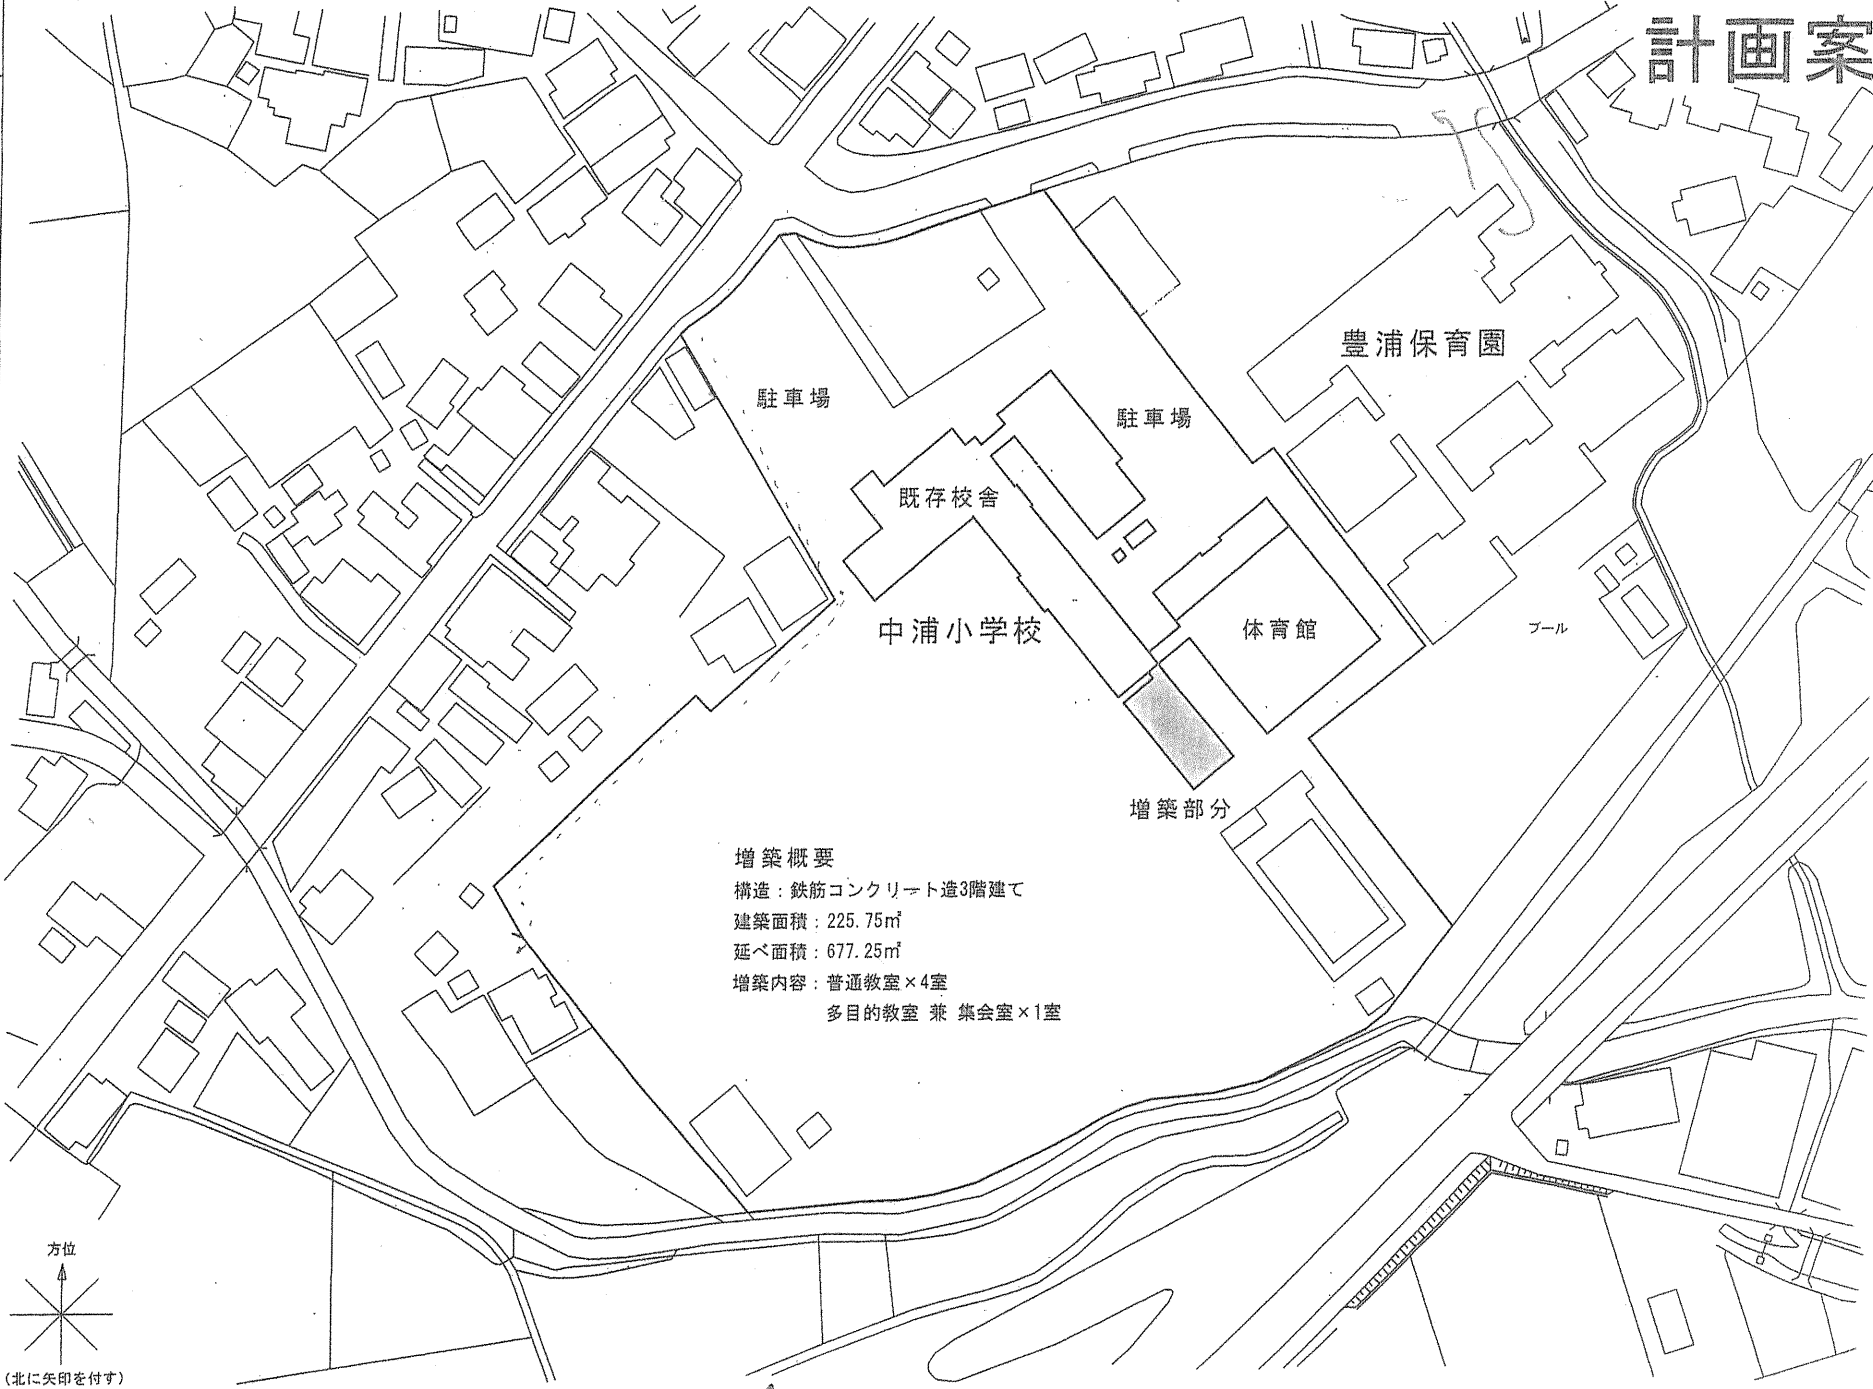 計画案
豊浦保育園
駐車場
駐車場
既存校舎
中浦小学校
体育館
プール
増築部分
増築概要
構造：鉄筋コンクリート造3階建て
建築面積：225.75㎡
延べ面積：677.25㎡
増築内容：普通教室×4室
多目的教室 兼 集会室×1室
方位
(北に矢印を付す)